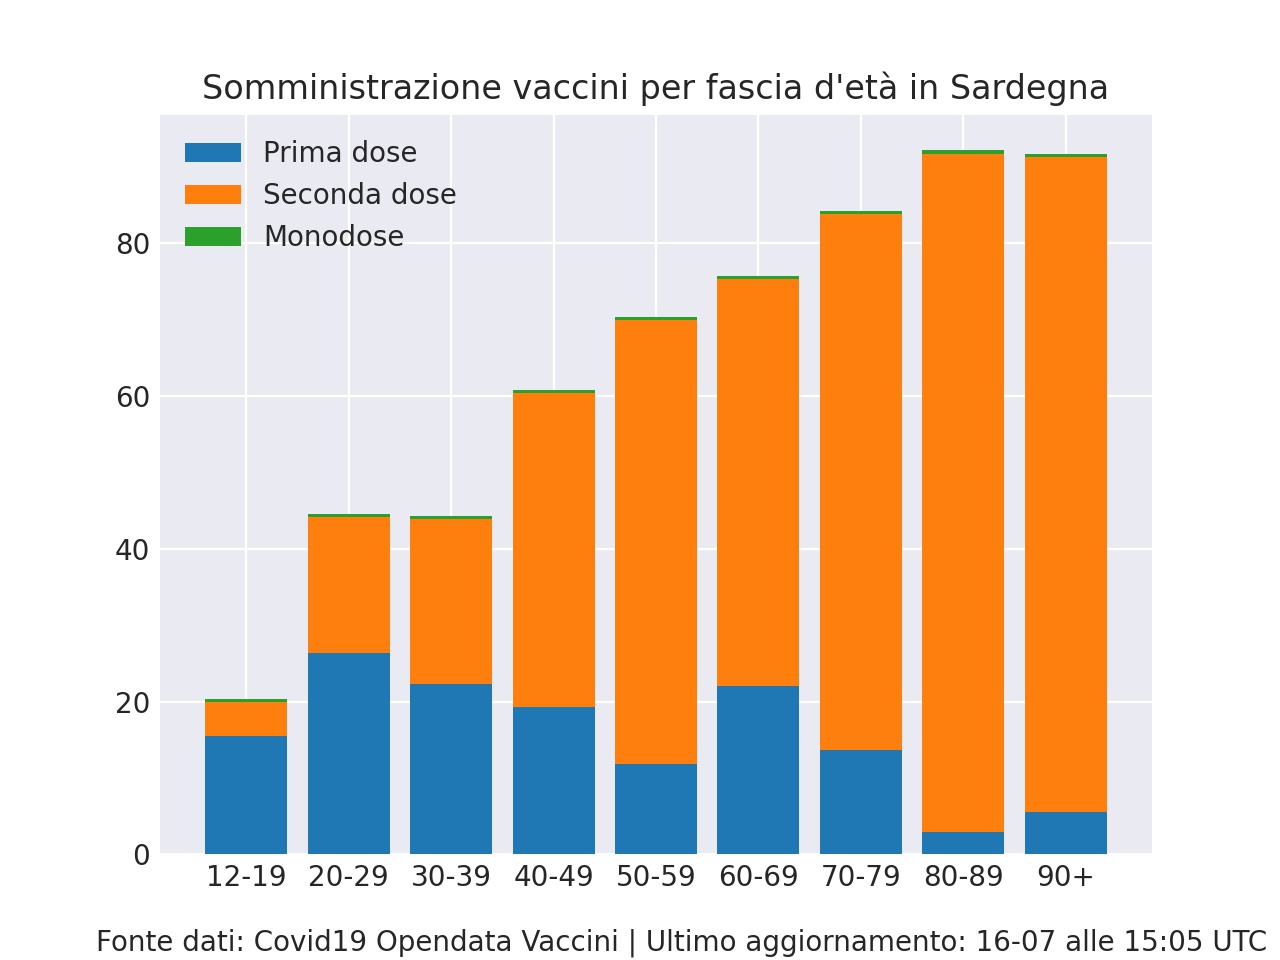 Somministrazione vaccini per fascia d'età in Sardegna
Prima dose
Seconda dose
Monodose
80
60
40
20
0
12-19 20-29 30-39 40-49 50-59 60-69 70-79 80-89 90+
Fonte dati: Covid19 Opendata Vaccini | Ultimo aggiornamento: 16-07 alle 15:05 UTC